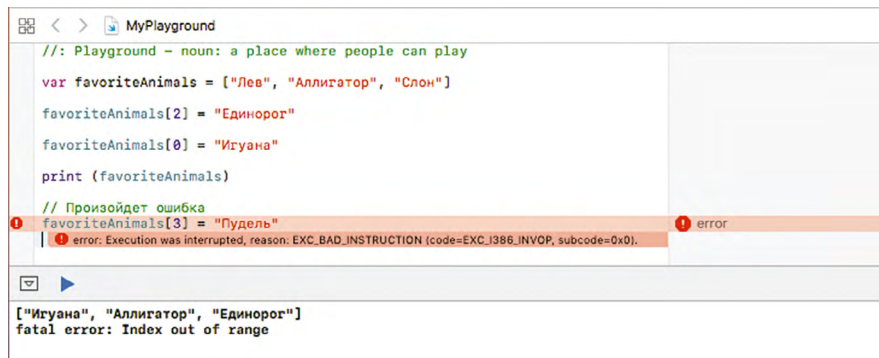 MyPlayground
//: Playground – noun: a place where people can play
var favoriteAnimals = ["Лев", "Аллигатор", "Слон"]
favoriteAnimals[2] = "Единорог"
favoriteAnimals[0] = "Игуана"
print (favoriteAnimals)
// Произойдет ошибка
favoriteAnimals[3] = "Пудель"
error
error: Execution was interrupted, reason: EXC_BAD_INSTRUCTION (code=EXC_I386_INVOP, subcode=0x0).
["Игуана", "Аллигатор", "Единорог"]
fatal error: Index out of range